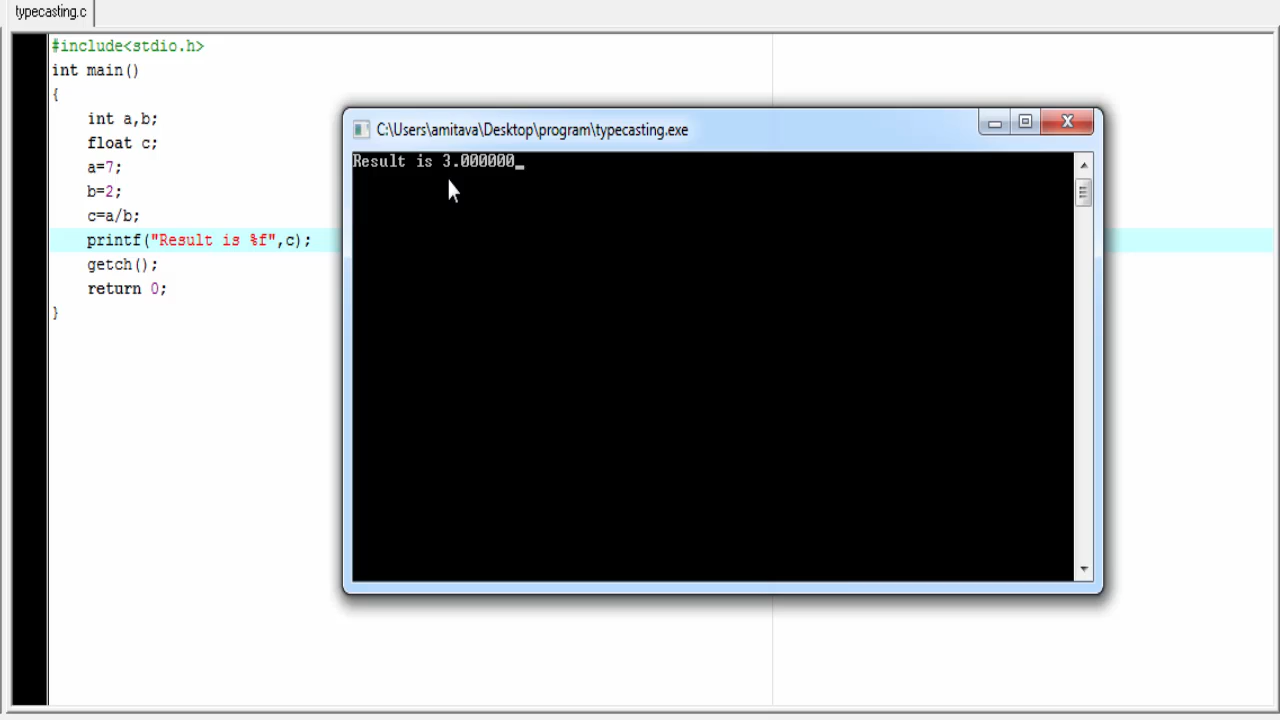 typecasting.c
#include<stdio.h>
int main()
{
int a,b;
float c;
a=7;
b=2;
c=a/b;
printf("Result is %f",c);
getch();
return 0;
}
C:\Users\amitava\Desktop\program\typecasting.exe
Result is 3.000000_